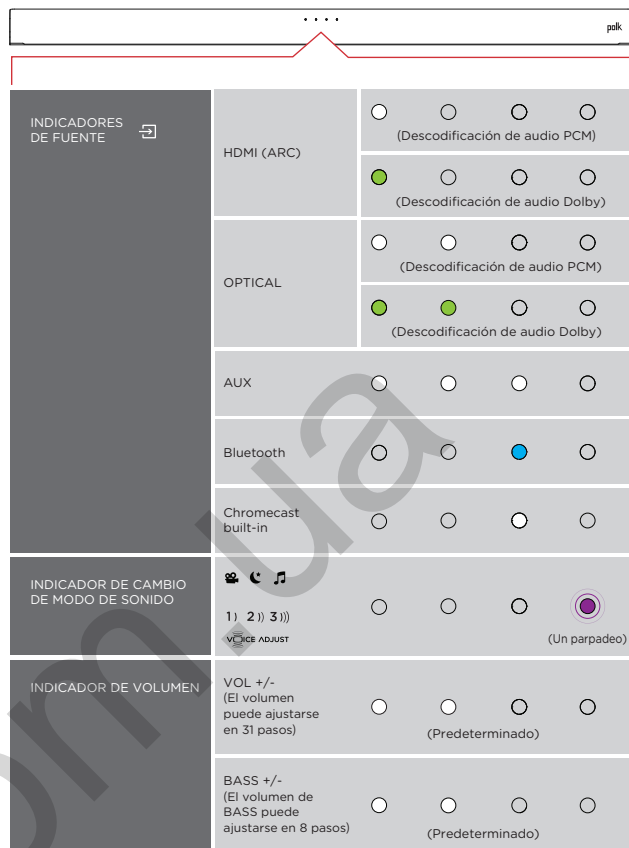 polk
INDICADORES
DE FUENTE
HDMI (ARC)
(Descodificación de audio PCM)
(Descodificación de audio Dolby)
OPTICAL
(Descodificación de audio PCM)
(Descodificación de audio Dolby)
AUX
Bluetooth
Chromecast
built-in
INDICADOR DE CAMBIO
DE MODO DE SONIDO
1) 2)) 3)))
VOICE ADJUST
(Un parpadeo)
INDICADOR DE VOLUMEN
VOL +/-
(El volumen
puede ajustarse
en 31 pasos)
(Predeterminado)
BASS +/-
(El volumen de
BASS puede
ajustarse en 8 pasos)
(Predeterminado)
om.ua